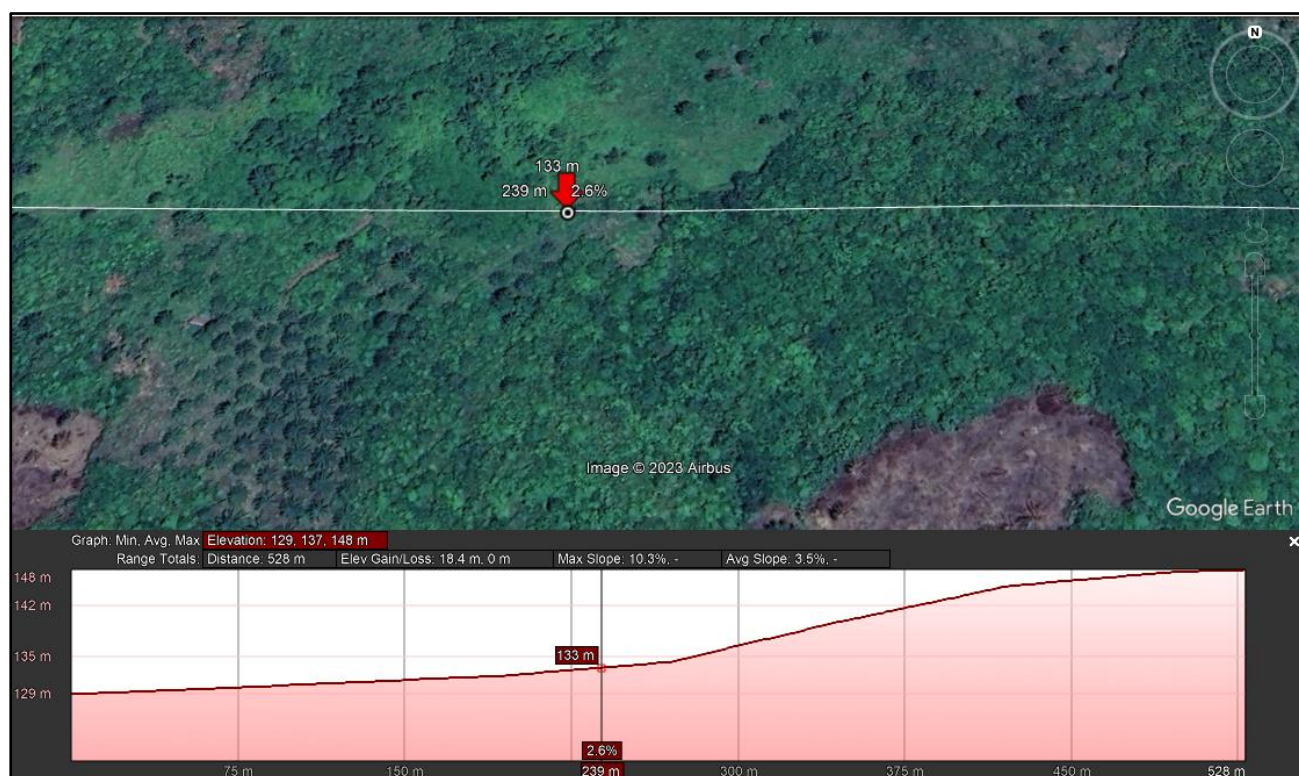 N
133 m
239 m 2.6%
Image © 2023 Airbus
Google Earth
Graph: Min, Avg, Max Elevation: 129, 137, 148 m
Range Totals: Distance: 528 m Elev Gain/Loss: 18.4 m, 0 m Max Slope: 10.3%, - Avg Slope: 3.5%, -
148 m
142 m
135 m
133 m
129 m
2.6%
75 m 150 m 239 m 300 m 375 m 450 m 528 m